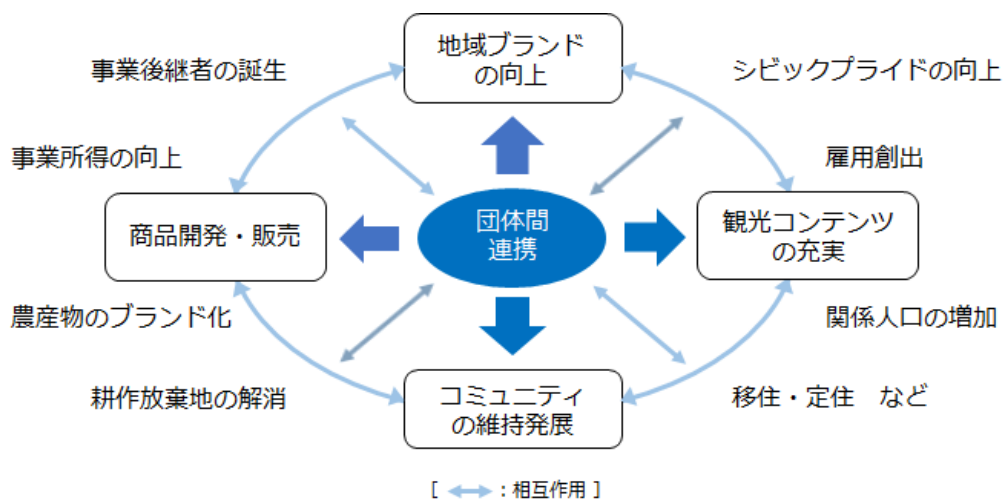 地域ブランド
の向上
事業後継者の誕生
シビックプライドの向上
事業所得の向上
雇用創出
商品開発・販売
団体間
連携
観光コンテンツ
の充実
農産物のブランド化
関係人口の増加
耕作放棄地の解消
コミュニティ
の維持発展
移住・定住　など
[ ：相互作用 ]